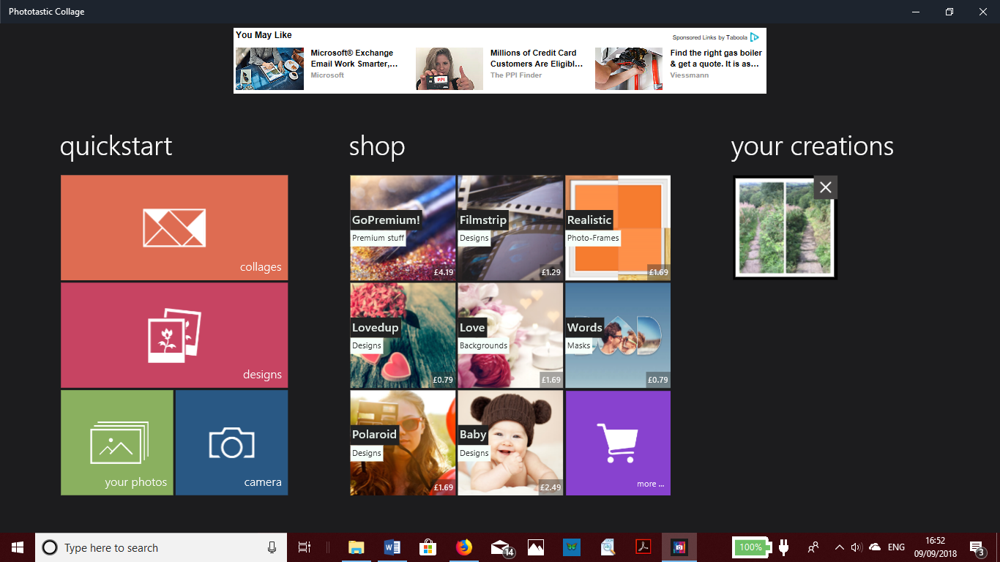 Phototastic Collage
You May Like
Sponsored Links by Taboola
Microsoft® Exchange
Email Work Smarter,...
Microsoft
PPI
Millions of Credit Card
Customers Are Eligibl...
The PPI Finder
Find the right gas boiler
& get a quote. It is as...
Viessmann
quickstart
collages
designs
your photos
camera
shop
GoPremium!
Premium stuff
£4.19
Filmstrip
Designs
£1.29
Realistic
Photo-Frames
£1.69
Lovedup
Designs
£0.79
Love
Backgrounds
£1.69
Words
Masks
£0.79
Polaroid
Designs
£1.69
Baby
Designs
£2.49
more ...
your creations
Type here to search
14
100%
ENG
16:52
09/09/2018
3